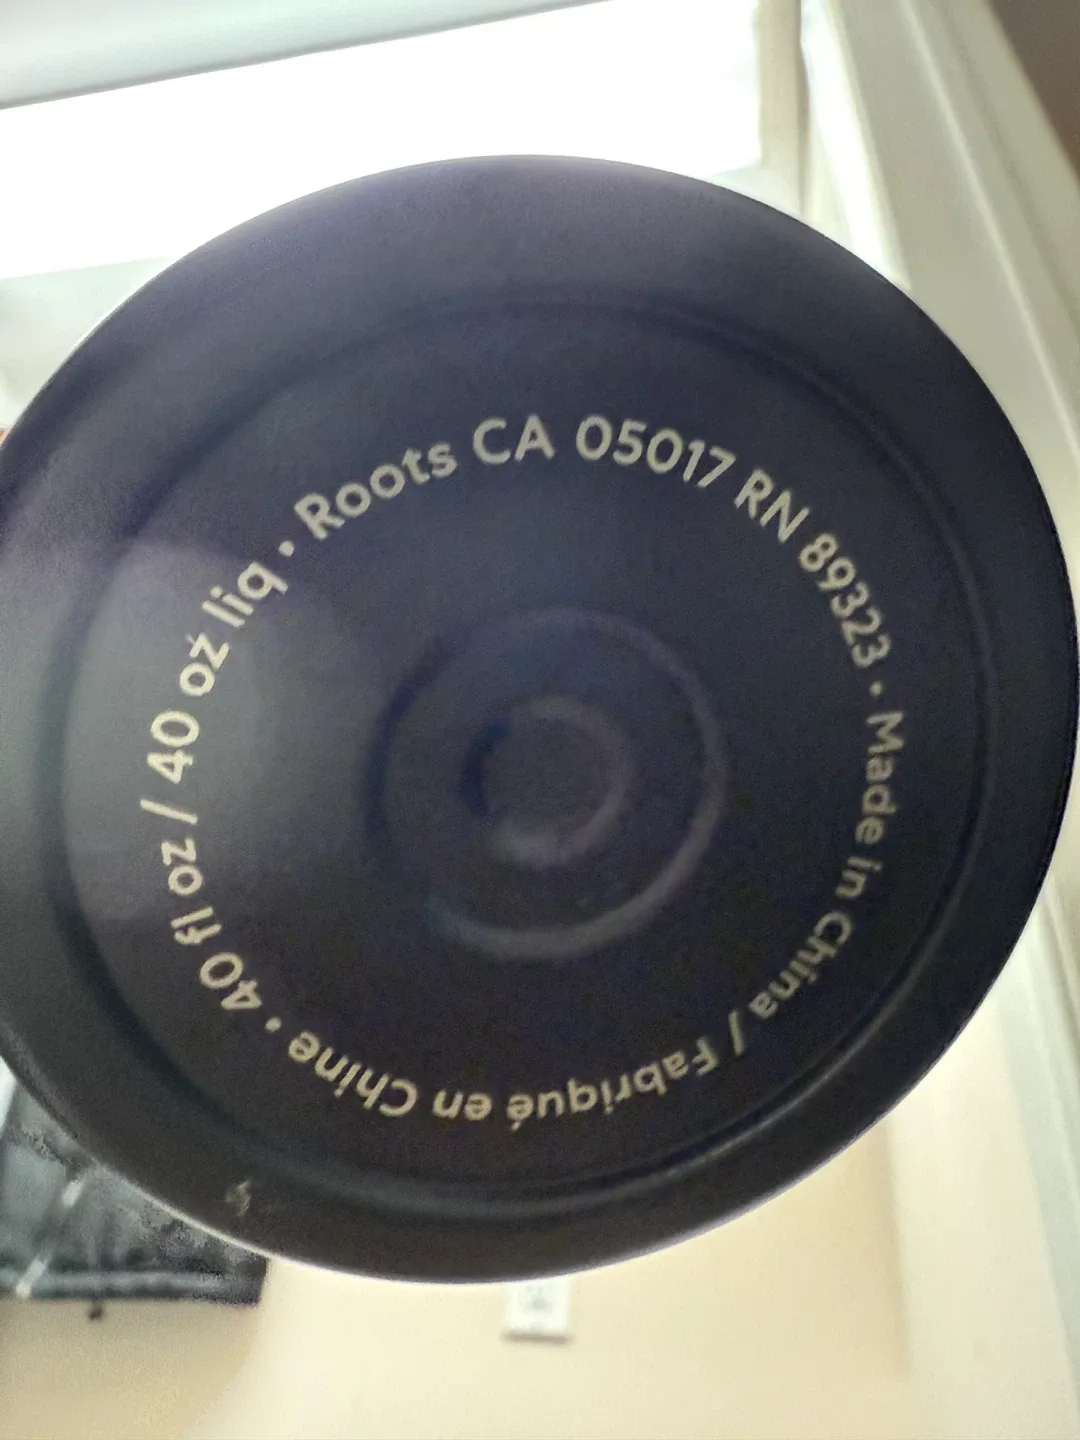 Roots CA 05017 RN 89323 • Made in China / Fabriqué en Chine • 40 fl oz / 40 oz liq •